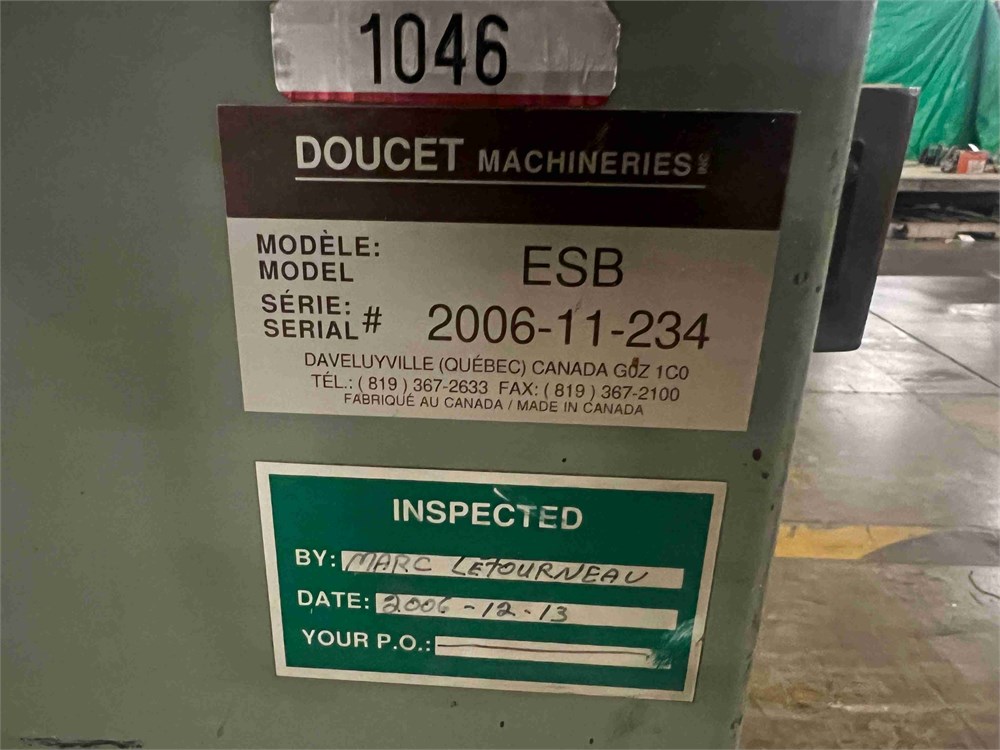 1046
DOUCET MACHINERIES INC.
MODÈLE:
MODEL
ESB
SÉRIE:
SERIAL #
2006-11-234
DAVELUYVILLE (QUÉBEC) CANADA G0Z 1C0
TÉL.: ( 819 ) 367-2633 FAX: ( 819 ) 367-2100
FABRIQUÉ AU CANADA / MADE IN CANADA
INSPECTED
BY: MARC LETOURNEAU
DATE: 2006-12-13
YOUR P.O.: